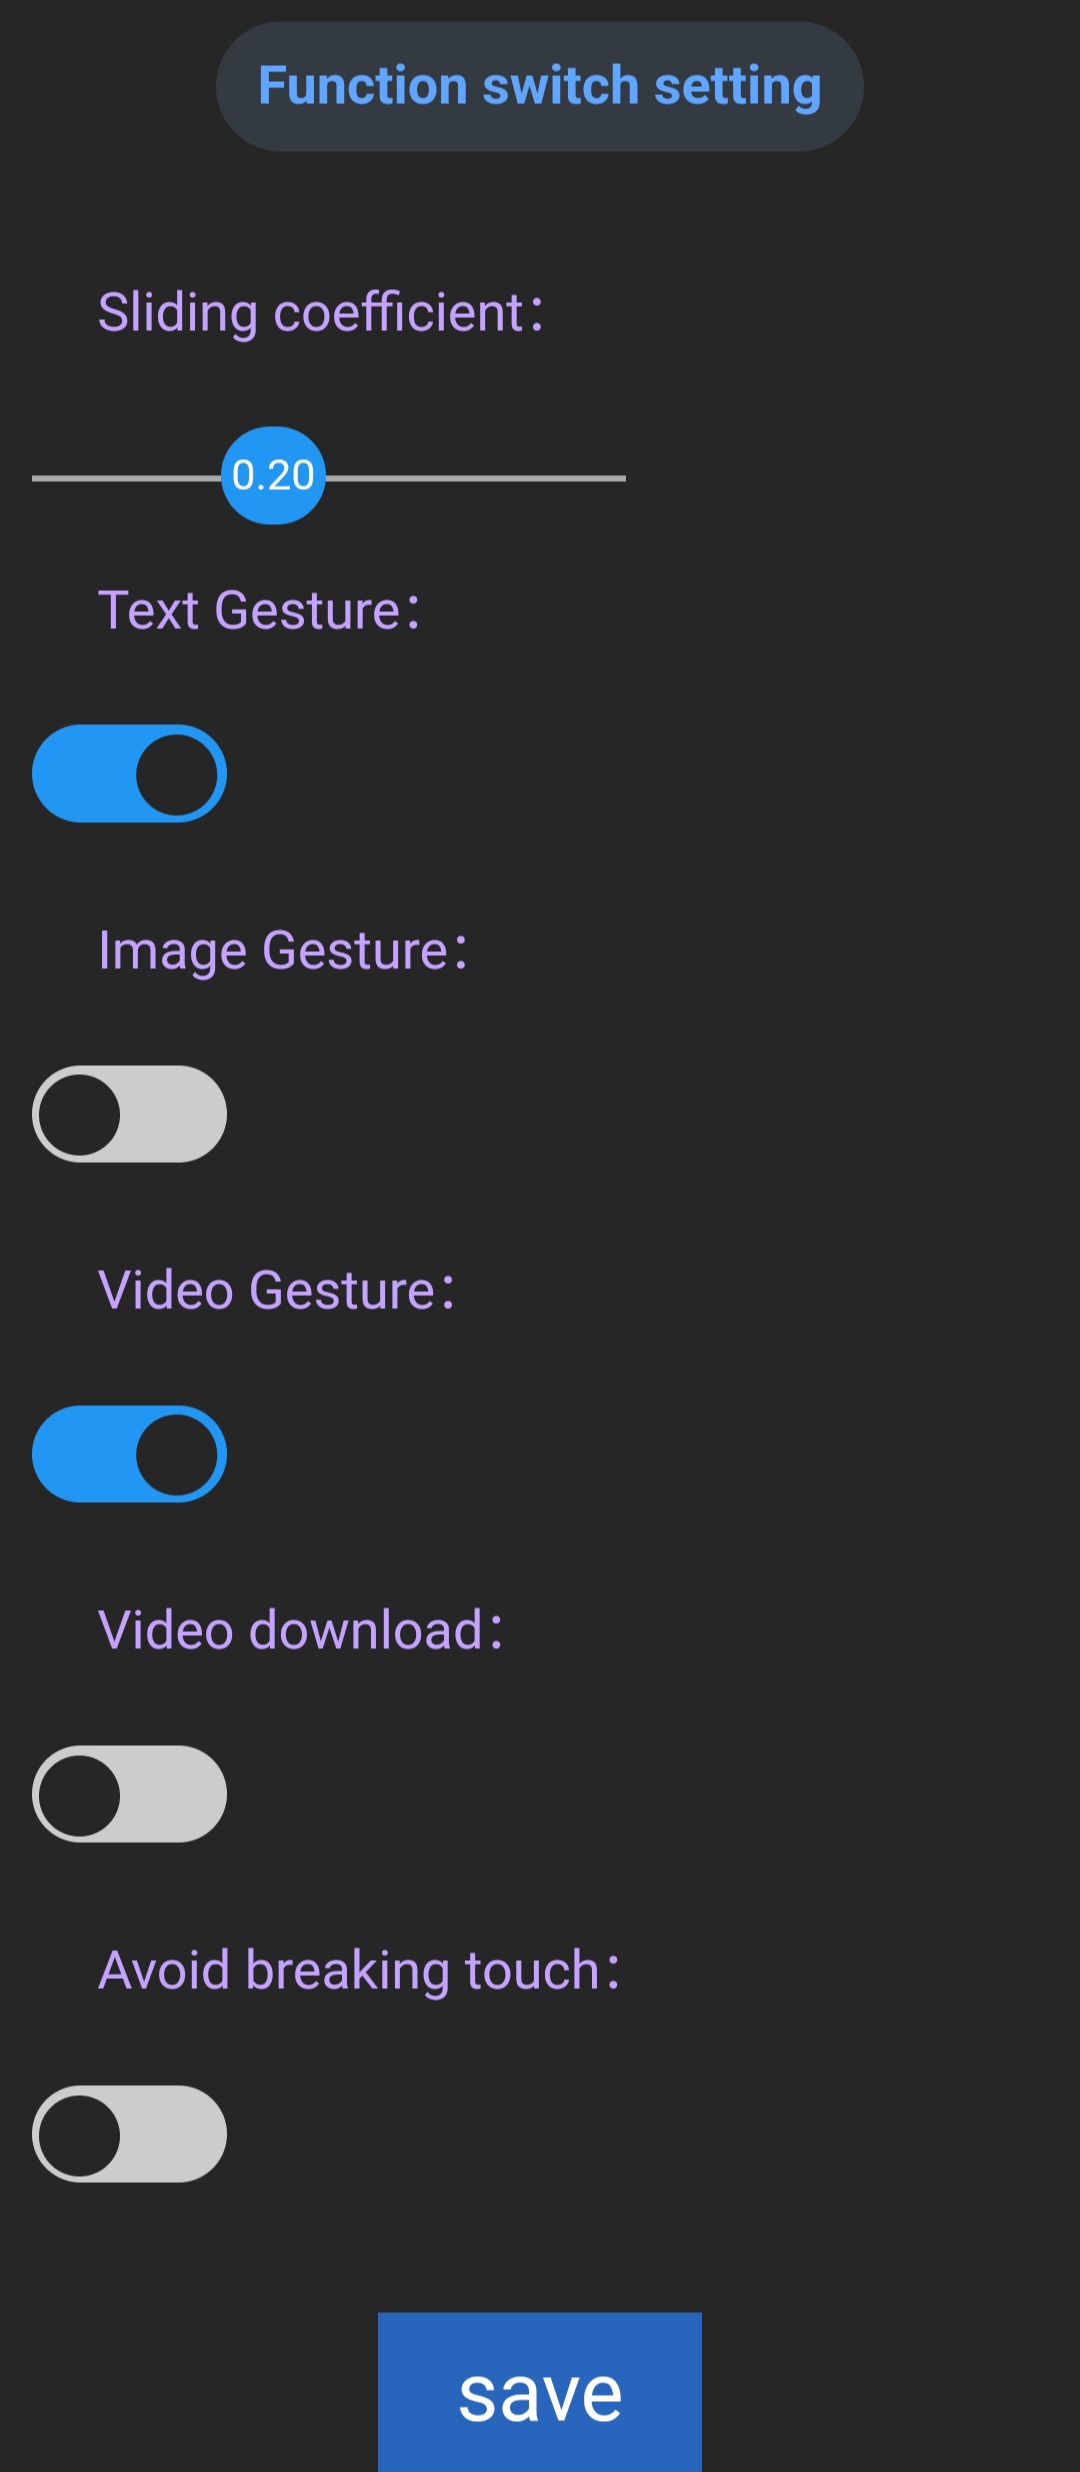 Function switch setting
Sliding coefficient：
0.20
Text Gesture：
Image Gesture：
Video Gesture：
Video download：
Avoid breaking touch：
save